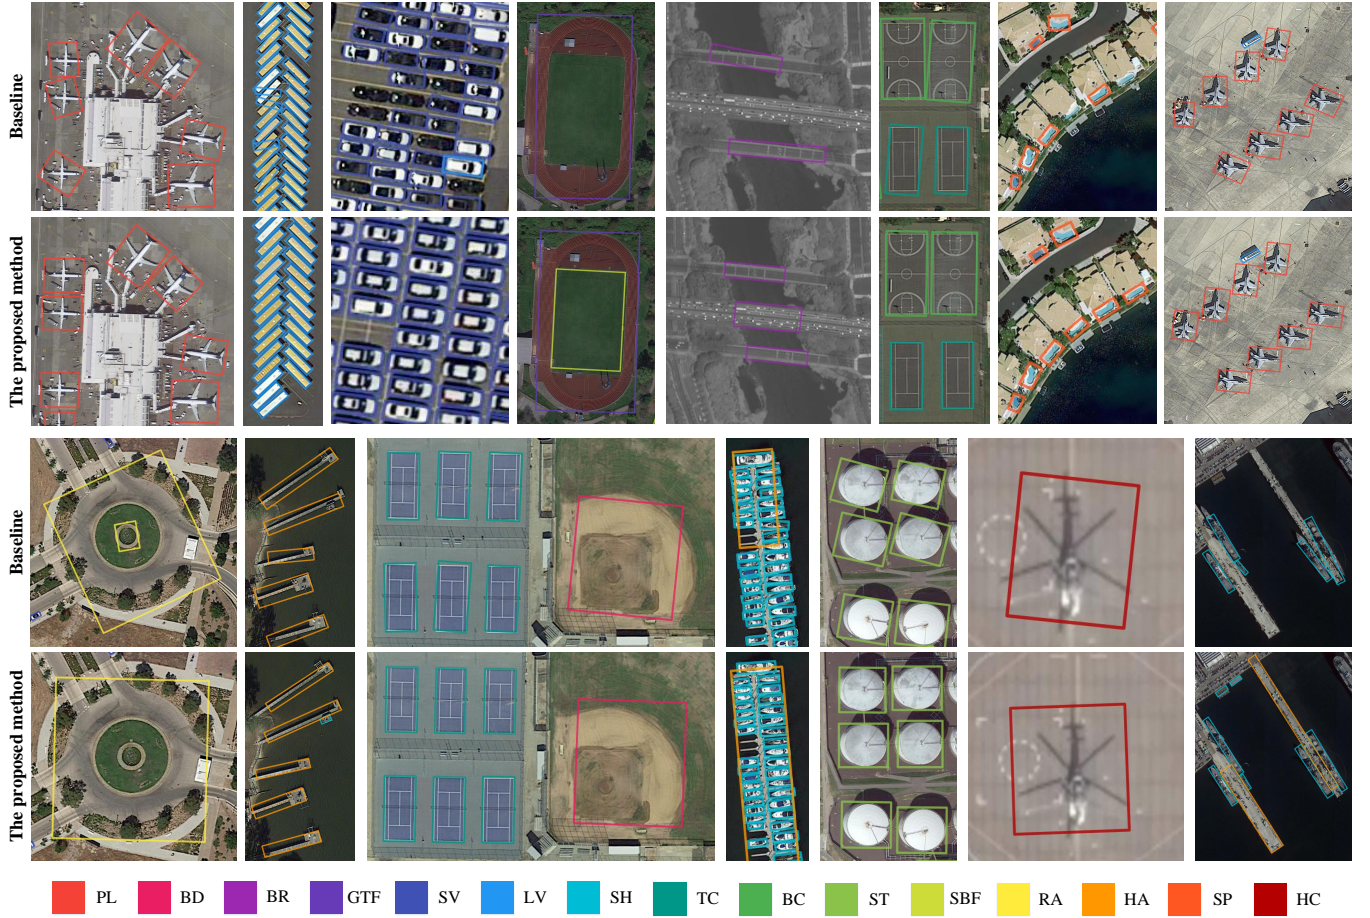 Baseline
The proposed method
Baseline
The proposed method
PL BD BR GTF SV LV SH TC BC ST SBF RA HA SP HC